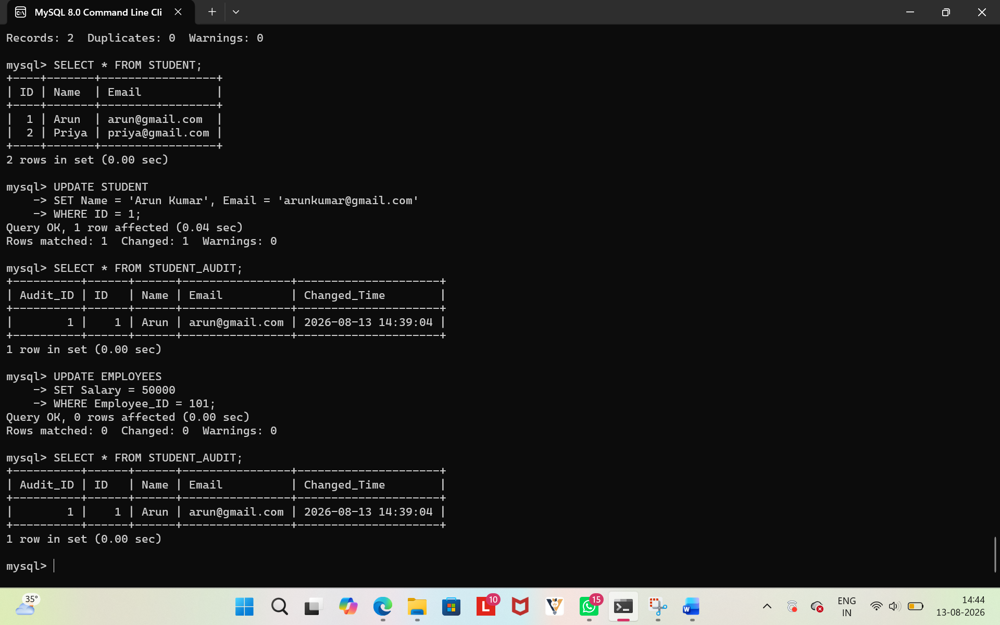 MySQL 8.0 Command Line Cli
Records: 2  Duplicates: 0  Warnings: 0
mysql> SELECT * FROM STUDENT;
+----+-------+-----------------+
| ID | Name  | Email           |
+----+-------+-----------------+
|  1 | Arun  | arun@gmail.com  |
|  2 | Priya | priya@gmail.com |
+----+-------+-----------------+
2 rows in set (0.00 sec)
mysql> UPDATE STUDENT
    -> SET Name = 'Arun Kumar', Email = 'arunkumar@gmail.com'
    -> WHERE ID = 1;
Query OK, 1 row affected (0.04 sec)
Rows matched: 1  Changed: 1  Warnings: 0
mysql> SELECT * FROM STUDENT_AUDIT;
+----------+------+------+----------------+---------------------+
| Audit_ID | ID   | Name | Email          | Changed_Time        |
+----------+------+------+----------------+---------------------+
|        1 |    1 | Arun | arun@gmail.com | 2026-08-13 14:39:04 |
+----------+------+------+----------------+---------------------+
1 row in set (0.00 sec)
mysql> UPDATE EMPLOYEES
    -> SET Salary = 50000
    -> WHERE Employee_ID = 101;
Query OK, 0 rows affected (0.00 sec)
Rows matched: 0  Changed: 0  Warnings: 0
mysql> SELECT * FROM STUDENT_AUDIT;
+----------+------+------+----------------+---------------------+
| Audit_ID | ID   | Name | Email          | Changed_Time        |
+----------+------+------+----------------+---------------------+
|        1 |    1 | Arun | arun@gmail.com | 2026-08-13 14:39:04 |
+----------+------+------+----------------+---------------------+
1 row in set (0.00 sec)
mysql>
35°
L 10
15
W
ENG
IN
14:44
13-08-2026